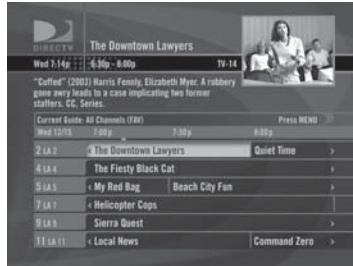 DIRECTV
The Downtown Lawyers
Wed 7:14p 6:30p - 8:00p TV-14
"Cuffed" (2003) Harris Fennly, Elizabeth Myer. A robbery
gone awry leads to a case implicating two former
staffers. CC, Series.
Current Guide: All Channels (FAV) Press MENU
Wed 12/15 7:00p 7:30p 8:00p
2 LA 2 ‹ The Downtown Lawyers Quiet Time ›
4 LA 4 The Fiesty Black Cat ›
5 LA 5 ‹ My Red Bag Beach City Fun ›
7 LA 7 ‹ Helicopter Cops
9 LA 9 Sierra Quest ›
11 LA 11 ‹ Local News Command Zero ›